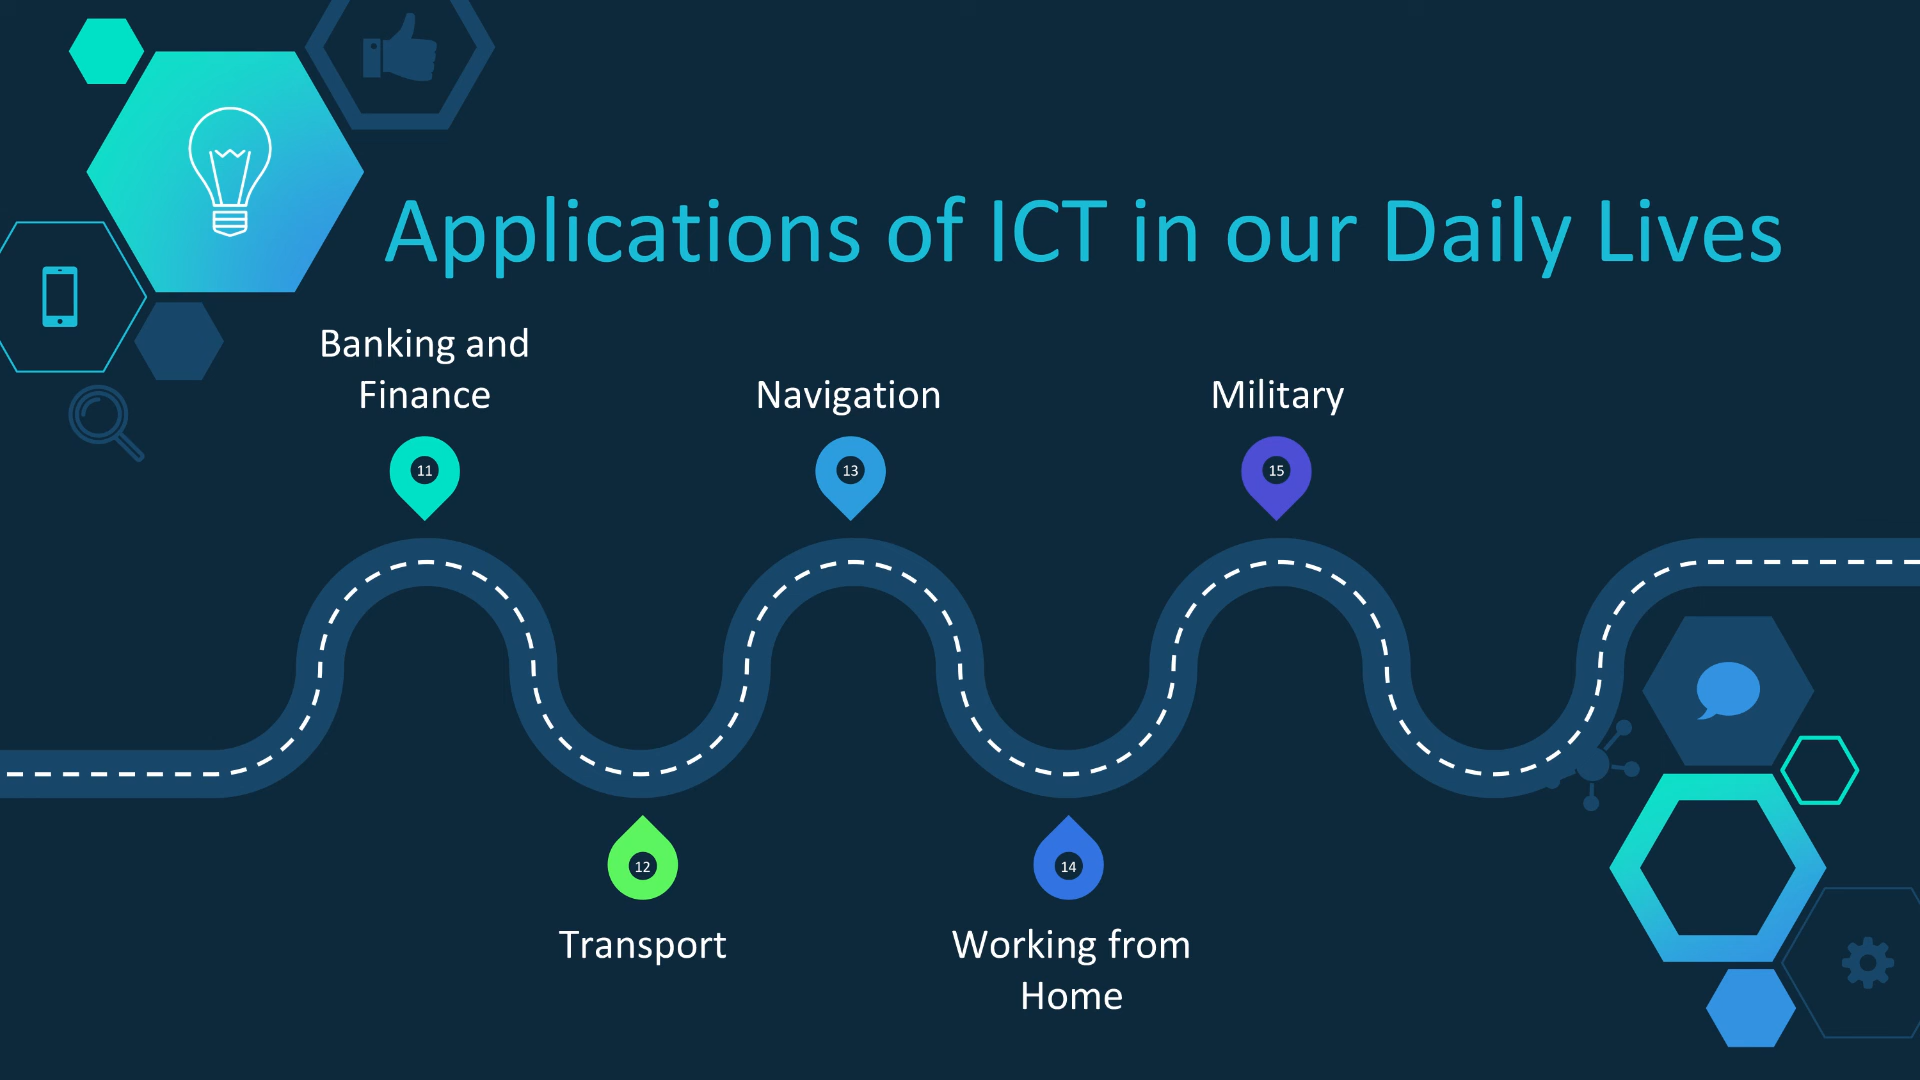 Applications of ICT in our Daily Lives
Banking and
Finance
Navigation
Military
11
13
15
12
14
Transport
Working from
Home